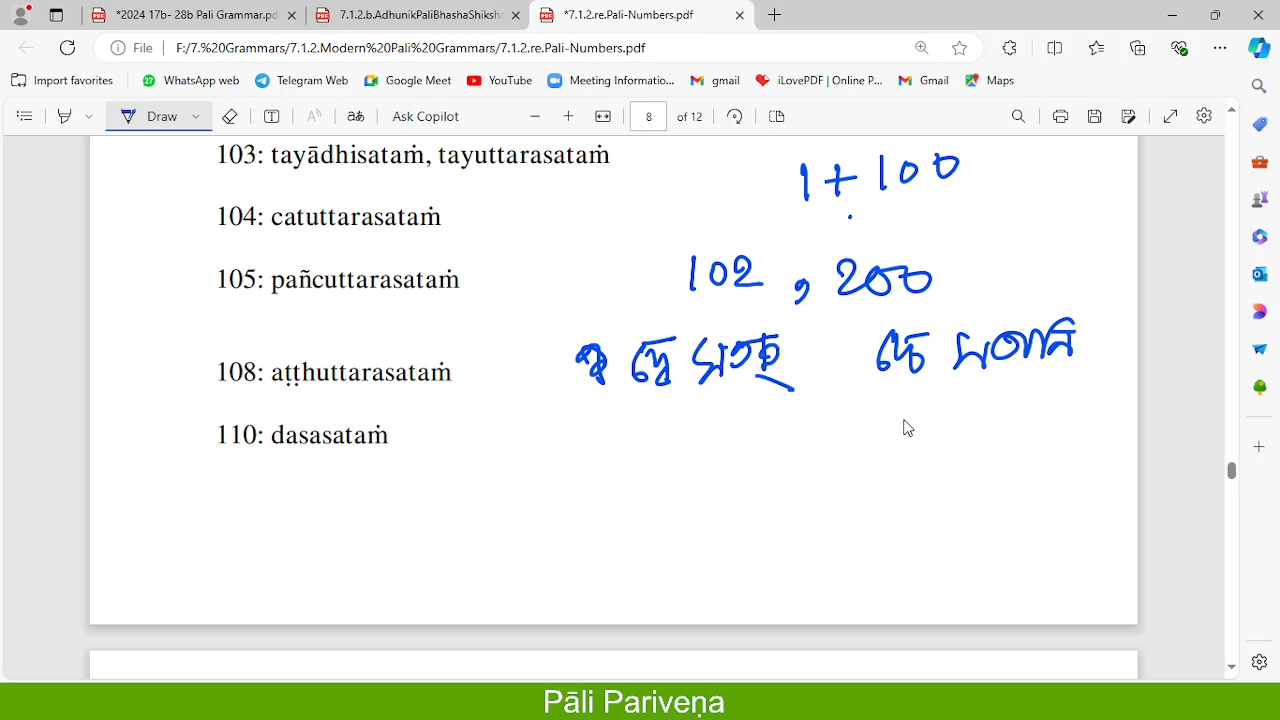 *2024 17b- 28b Pali Grammar.pd
7.1.2.b.AdhunikPaliBhashaShiksha
*7.1.2.re.Pali-Numbers.pdf
File
F:/7.%20Grammars/7.1.2.Modern%20Pali%20Grammars/7.1.2.re.Pali-Numbers.pdf
Import favorites
WhatsApp web
Telegram Web
Google Meet
YouTube
Meeting Informatio...
gmail
iLovePDF | Online P...
Gmail
Maps
Draw
Ask Copilot
8 of 12
103: tayādhisataṁ, tayuttarasataṁ
1 + 100
104: catuttarasataṁ
105: pañcuttarasataṁ
102 , 200
108: aṭṭhuttarasataṁ
110: dasasataṁ
Pāli Pariveṇa